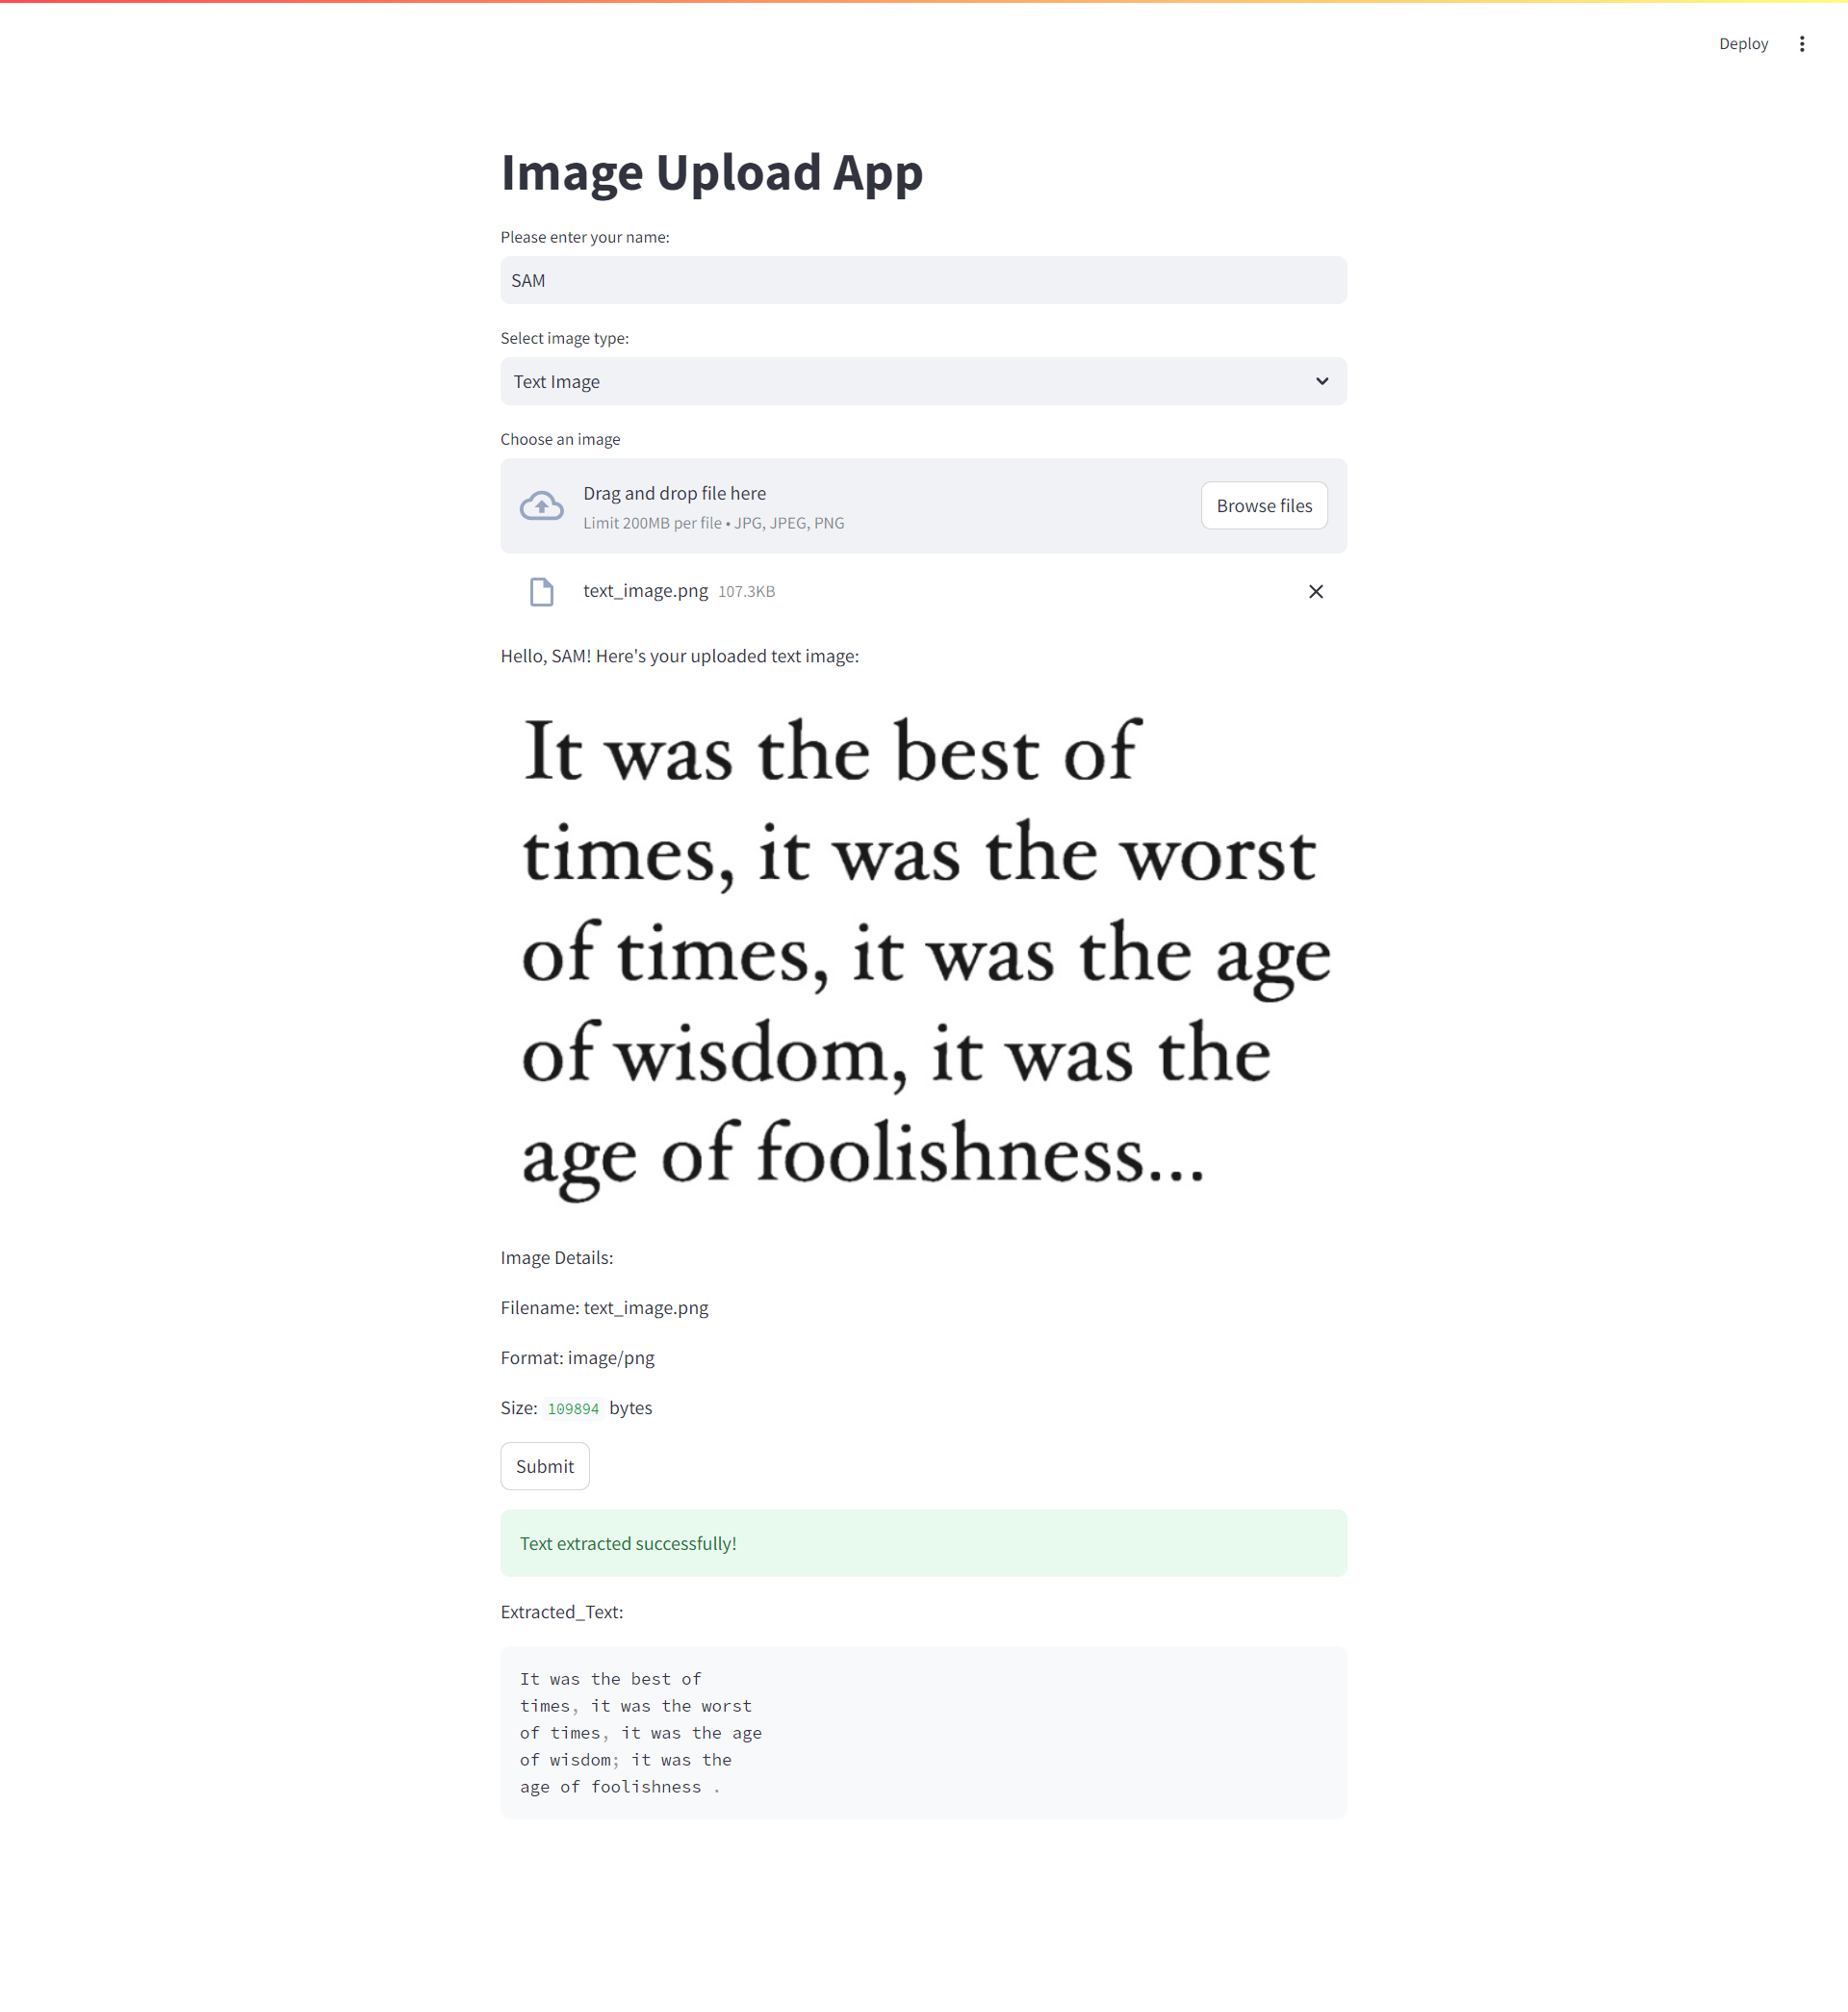 Deploy
Image Upload App
Please enter your name:
SAM
Select image type:
Text Image
Choose an image
Drag and drop file here
Limit 200MB per file • JPG, JPEG, PNG
Browse files
text_image.png 107.3KB
Hello, SAM! Here's your uploaded text image:
It was the best of
times, it was the worst
of times, it was the age
of wisdom, it was the
age of foolishness...
Image Details:
Filename: text_image.png
Format: image/png
Size: 109894 bytes
Submit
Text extracted successfully!
Extracted_Text:
It was the best of
times, it was the worst
of times, it was the age
of wisdom; it was the
age of foolishness .